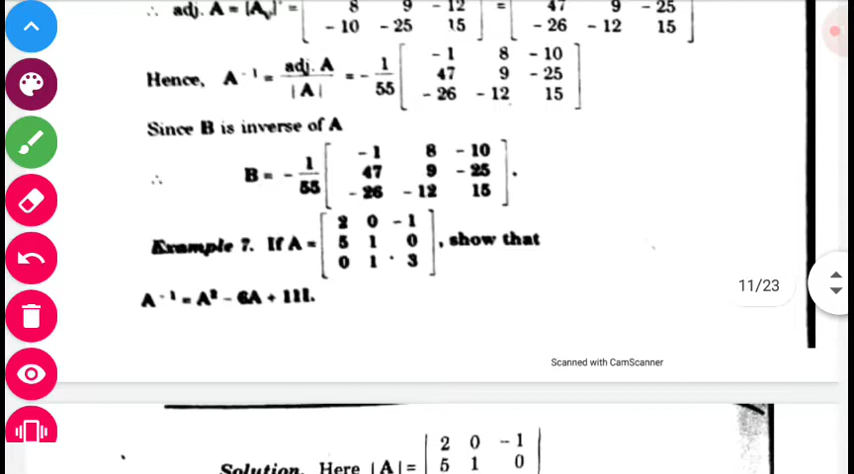 ∴ adj. A = [Aij]' = [ 8 9 - 12 ] = [ 47 9 - 25 ]
- 10 - 25 15 - 26 - 12 15
Hence, A⁻¹ = adj. A / | A | = - 1/55 [ - 1 8 - 10
47 9 - 25
- 26 - 12 15 ]
Since B is inverse of A
∴ B = - 1/55 [ - 1 8 - 10
47 9 - 25
- 26 - 12 15 ] .
Example 7. If A = [ 2 0 - 1
5 1 0
0 1 3 ] , show that
A⁻¹ = A² - 6A + 11I.
11/23
Scanned with CamScanner
Solution. Here | A | = | 2 0 - 1
5 1 0 |